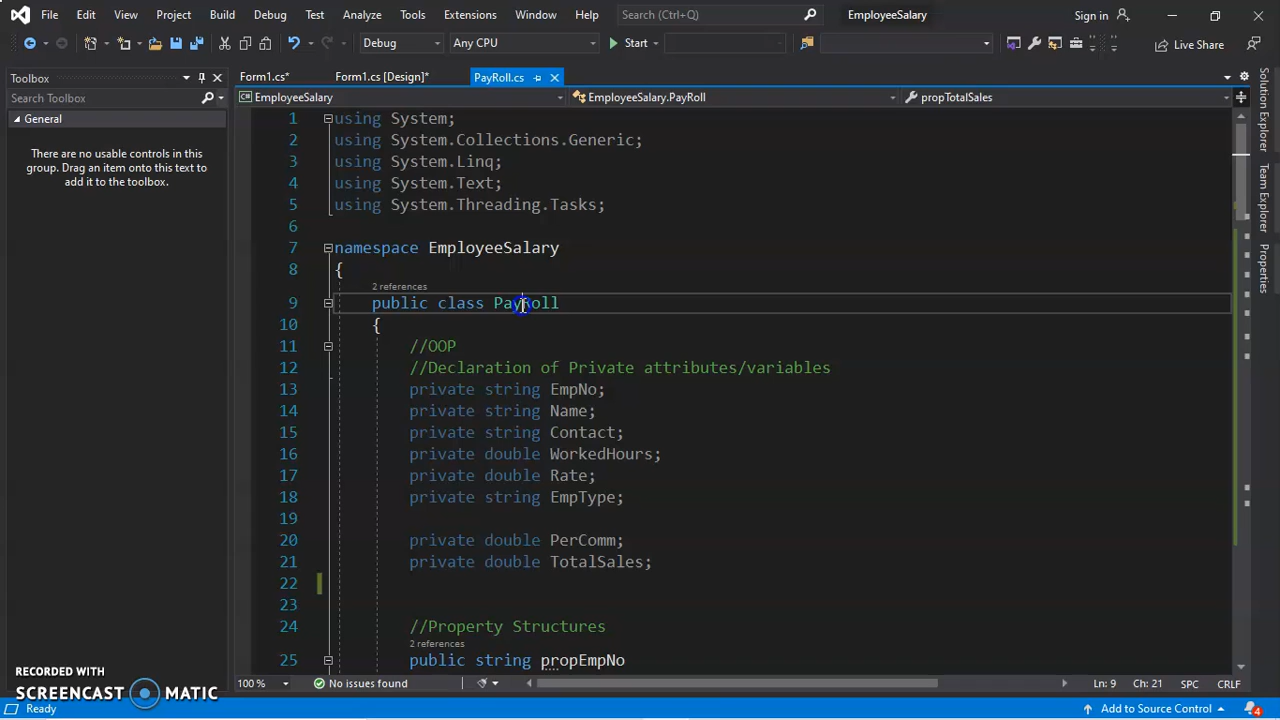 File Edit View Project Build Debug Test Analyze Tools Extensions Window Help Search (Ctrl+Q) EmployeeSalary Sign in
Debug Any CPU Start Live Share
Toolbox
Search Toolbox
General
There are no usable controls in this
group. Drag an item onto this text to
add it to the toolbox.
Form1.cs* Form1.cs [Design]* PayRoll.cs
EmployeeSalary EmployeeSalary.PayRoll propTotalSales
1 using System;
2 using System.Collections.Generic;
3 using System.Linq;
4 using System.Text;
5 using System.Threading.Tasks;
6
7 namespace EmployeeSalary
8 {
2 references
9 public class PayRoll
10 {
11 //OOP
12 //Declaration of Private attributes/variables
13 private string EmpNo;
14 private string Name;
15 private string Contact;
16 private double WorkedHours;
17 private double Rate;
18 private string EmpType;
19
20 private double PerComm;
21 private double TotalSales;
22
23
24 //Property Structures
2 references
25 public string propEmpNo
100 % No issues found Ln: 9 Ch: 21 SPC CRLF
Ready Add to Source Control 4
Solution Explorer
Team Explorer
Properties
RECORDED WITH
SCREENCAST MATIC